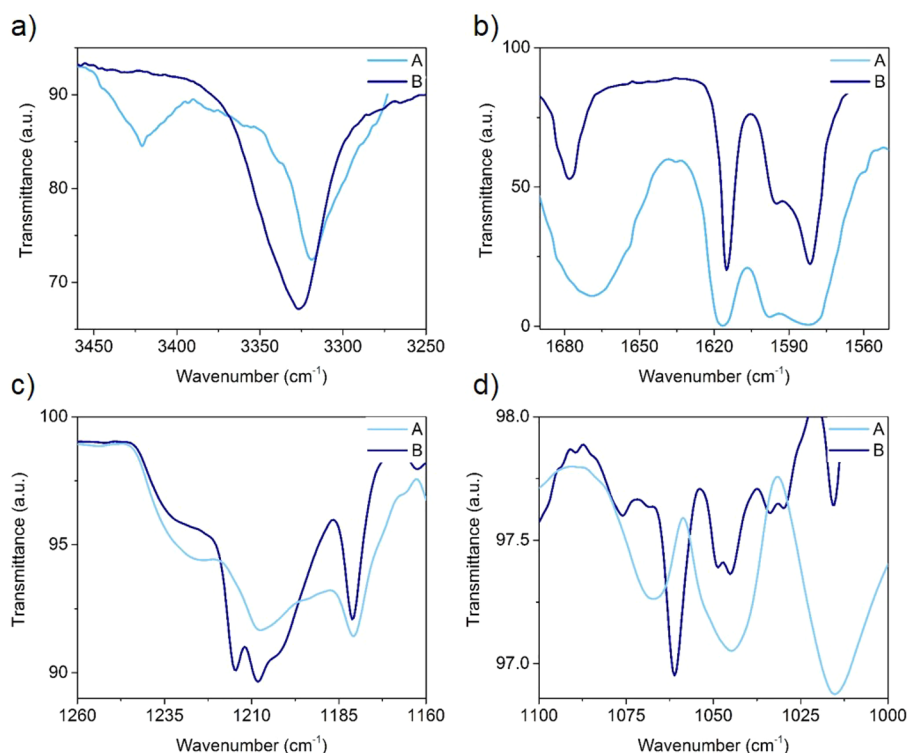 a)
A
B
90
80
70
Transmittance (a.u.)
3450 3400 3350 3300 3250
Wavenumber (cm⁻¹)
b)
A
B
100
50
0
Transmittance (a.u.)
1680 1650 1620 1590 1560
Wavenumber (cm⁻¹)
c)
A
B
100
95
90
Transmittance (a.u.)
1260 1235 1210 1185 1160
Wavenumber (cm⁻¹)
d)
A
B
98.0
97.5
97.0
Transmittance (a.u.)
1100 1075 1050 1025 1000
Wavenumber (cm⁻¹)